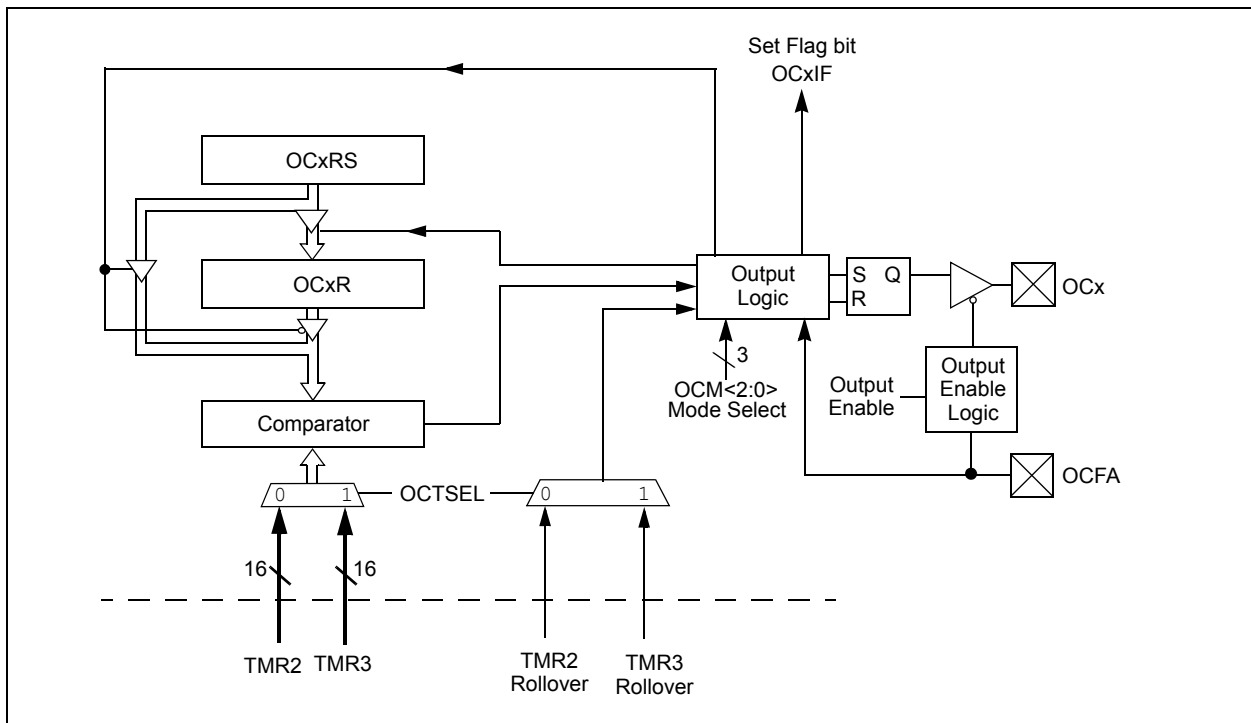 Set Flag bit
OCxIF
OCxRS
OCxR
Output
Logic
S Q
R
OCx
3
OCM<2:0>
Mode Select
Output
Enable
Output
Enable
Logic
Comparator
OCFA
0 1
OCTSEL
0 1
16
16
TMR2
TMR3
TMR2
Rollover
TMR3
Rollover